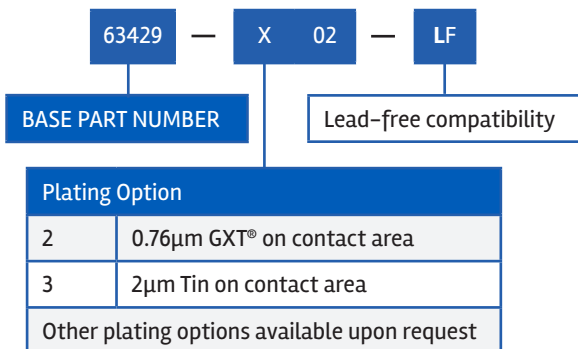 63429 — X 02 — LF
BASE PART NUMBER
Lead-free compatibility
Plating Option
2 0.76μm GXT® on contact area
3 2μm Tin on contact area
Other plating options available upon request